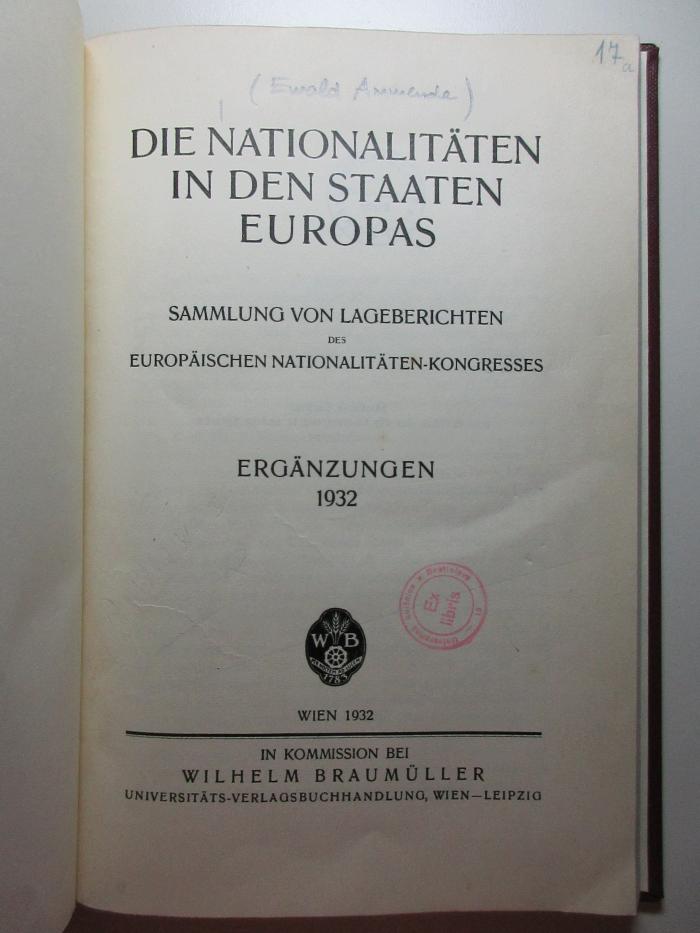 17a
(Ewald Ammende)
DIE NATIONALITÄTEN
IN DEN STAATEN
EUROPAS
SAMMLUNG VON LAGEBERICHTEN
DES
EUROPÄISCHEN NATIONALITÄTEN-KONGRESSES
ERGÄNZUNGEN
1932
Ex
libris
W B
1783
WIEN 1932
IN KOMMISSION BEI
WILHELM BRAUMÜLLER
UNIVERSITÄTS-VERLAGSBUCHHANDLUNG, WIEN—LEIPZIG